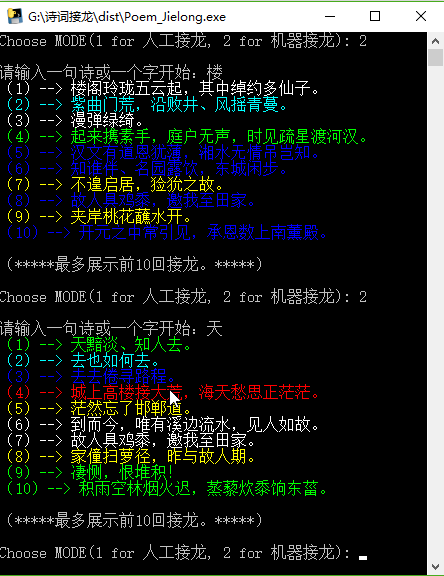 G:\诗词接龙\dist\Poem_Jielong.exe
Choose MODE(1 for 人工接龙, 2 for 机器接龙): 2
请输入一句诗或一个字开始: 楼
(1) --> 楼阁玲珑五云起，其中绰约多仙子。
(2) --> 紫曲门荒，沿败井、风摇青蔓。
(3) --> 漫弹绿绮。
(4) --> 起来携素手，庭户无声，时见疏星渡河汉。
(5) --> 汉文有道恩犹薄，湘水无情吊岂知。
(6) --> 知音
(7) --> 不遑启居，猃狁之故。
(8) --> 故人具鸡黍，邀我至田家。
(9) --> 夹岸桃花蘸水开。
(10) --> 开元之中常引见，承恩数上南薰殿。
(*****最多展示前10回接龙。*****)
Choose MODE(1 for 人工接龙, 2 for 机器接龙): 2
请输入一句诗或一个字开始: 天
(1) --> 天黯淡、知人去。
(2) --> 去也如何去。
(3) --> 去去
(4) --> 城上高楼接大荒，海天愁思正茫茫。
(5) --> 茫然忘了邯郸道。
(6) --> 到而今，唯有溪边流水，见人如故。
(7) --> 故人具鸡黍，邀我至田家。
(8) --> 家僮扫萝径，昨与故人期。
(9) --> 凄恻，恨堆积！
(10) --> 积雨空林烟火迟，蒸藜炊黍饷东菑。
(*****最多展示前10回接龙。*****)
Choose MODE(1 for 人工接龙, 2 for 机器接龙):